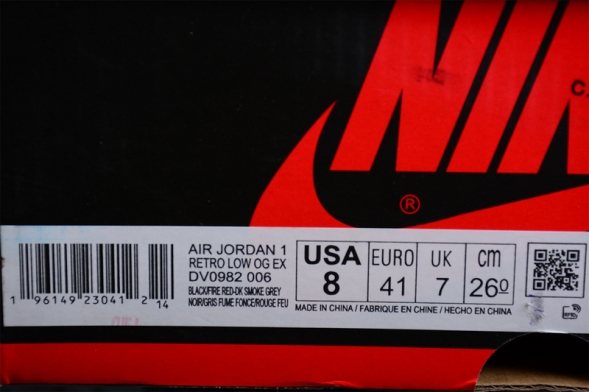 NIK
C
®
AIR JORDAN 1
RETRO LOW OG EX
DV0982 006
BLACK/FIRE RED-DK SMOKE GREY
NOIR/GRIS FUME FONCE/ROUGE FEU
USA
8
EURO
41
UK
7
cm
26º
MADE IN CHINA / FABRIQUE EN CHINE / HECHO EN CHINA
1 96149 23041 2 14